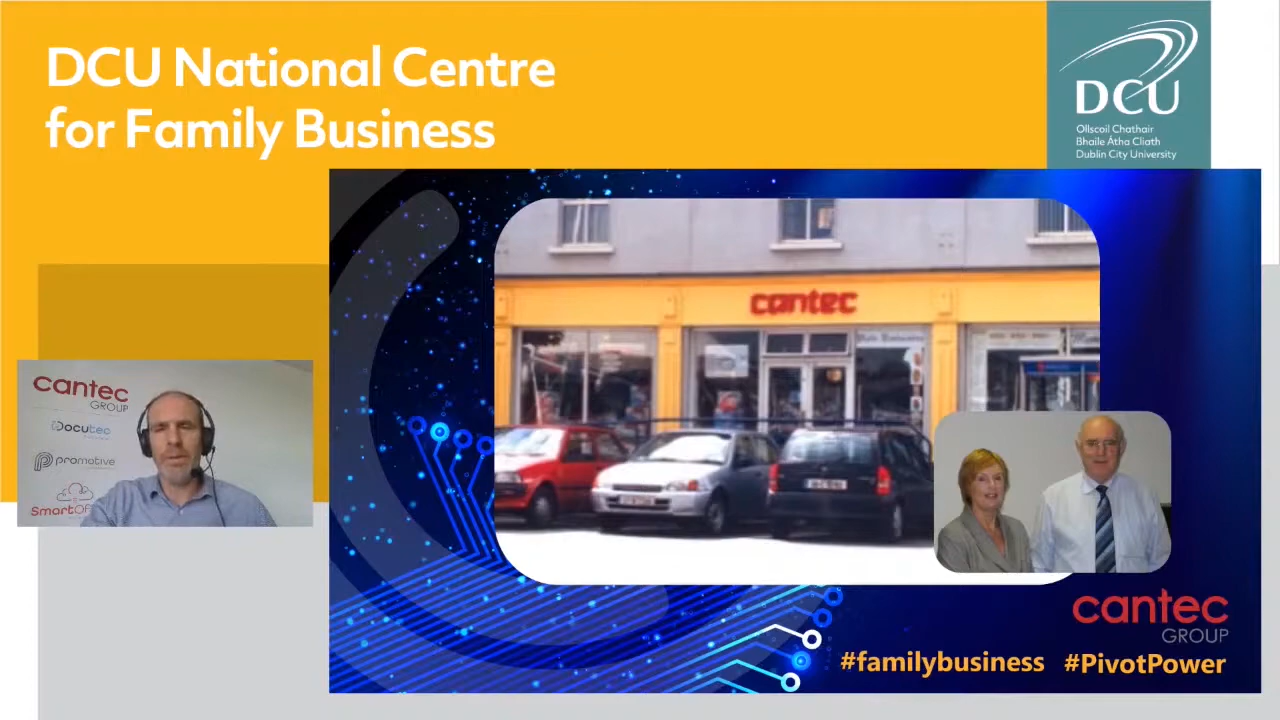 DCU National Centre
for Family Business
DCU
Ollscoil Chathair
Bhaile Átha Cliath
Dublin City University
cantec
cantec
GROUP
Docutec
promotive
SmartOF
cantec
GROUP
#familybusiness #PivotPower